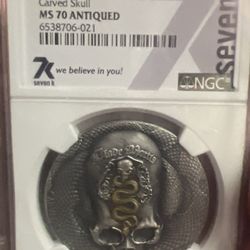 Carved Skull
MS 70 ANTIQUED
6538706-021
7K we believe in you!
seven k
seven
NGC